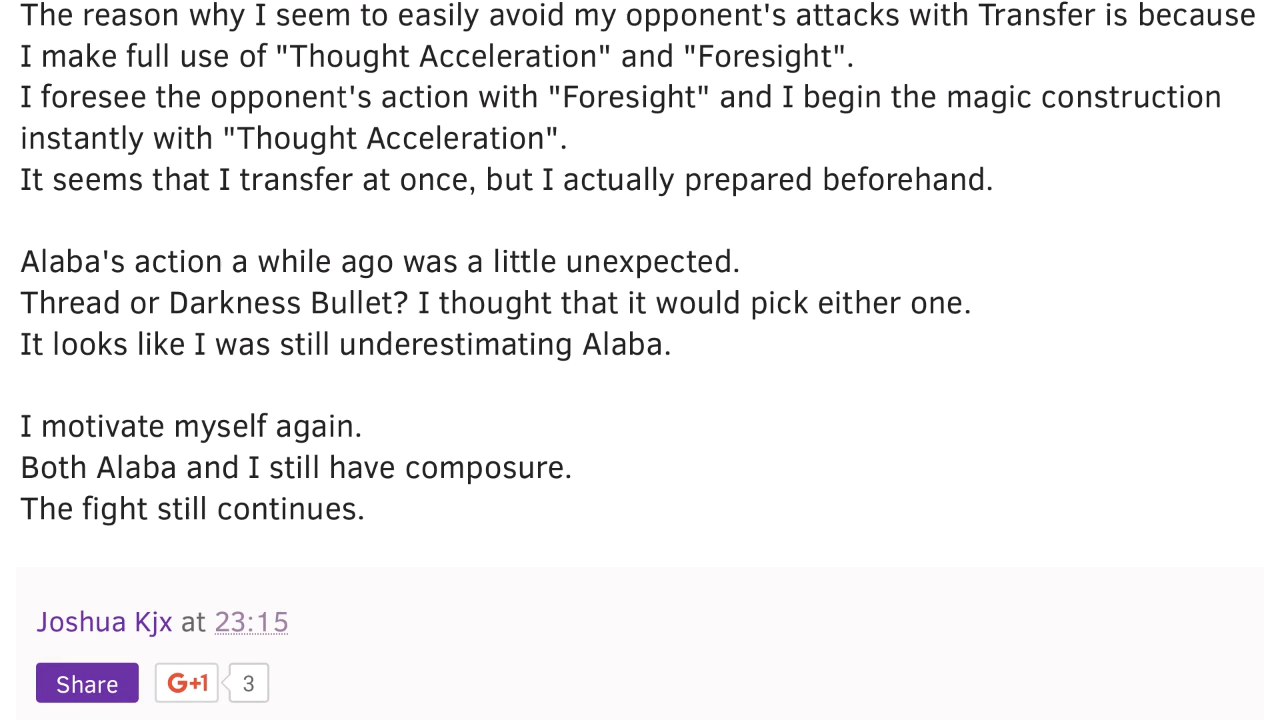 The reason why I seem to easily avoid my opponent's attacks with Transfer is because
I make full use of "Thought Acceleration" and "Foresight".
I foresee the opponent's action with "Foresight" and I begin the magic construction
instantly with "Thought Acceleration".
It seems that I transfer at once, but I actually prepared beforehand.
Alaba's action a while ago was a little unexpected.
Thread or Darkness Bullet? I thought that it would pick either one.
It looks like I was still underestimating Alaba.
I motivate myself again.
Both Alaba and I still have composure.
The fight still continues.
Joshua Kjx at 23:15
Share G+1 3